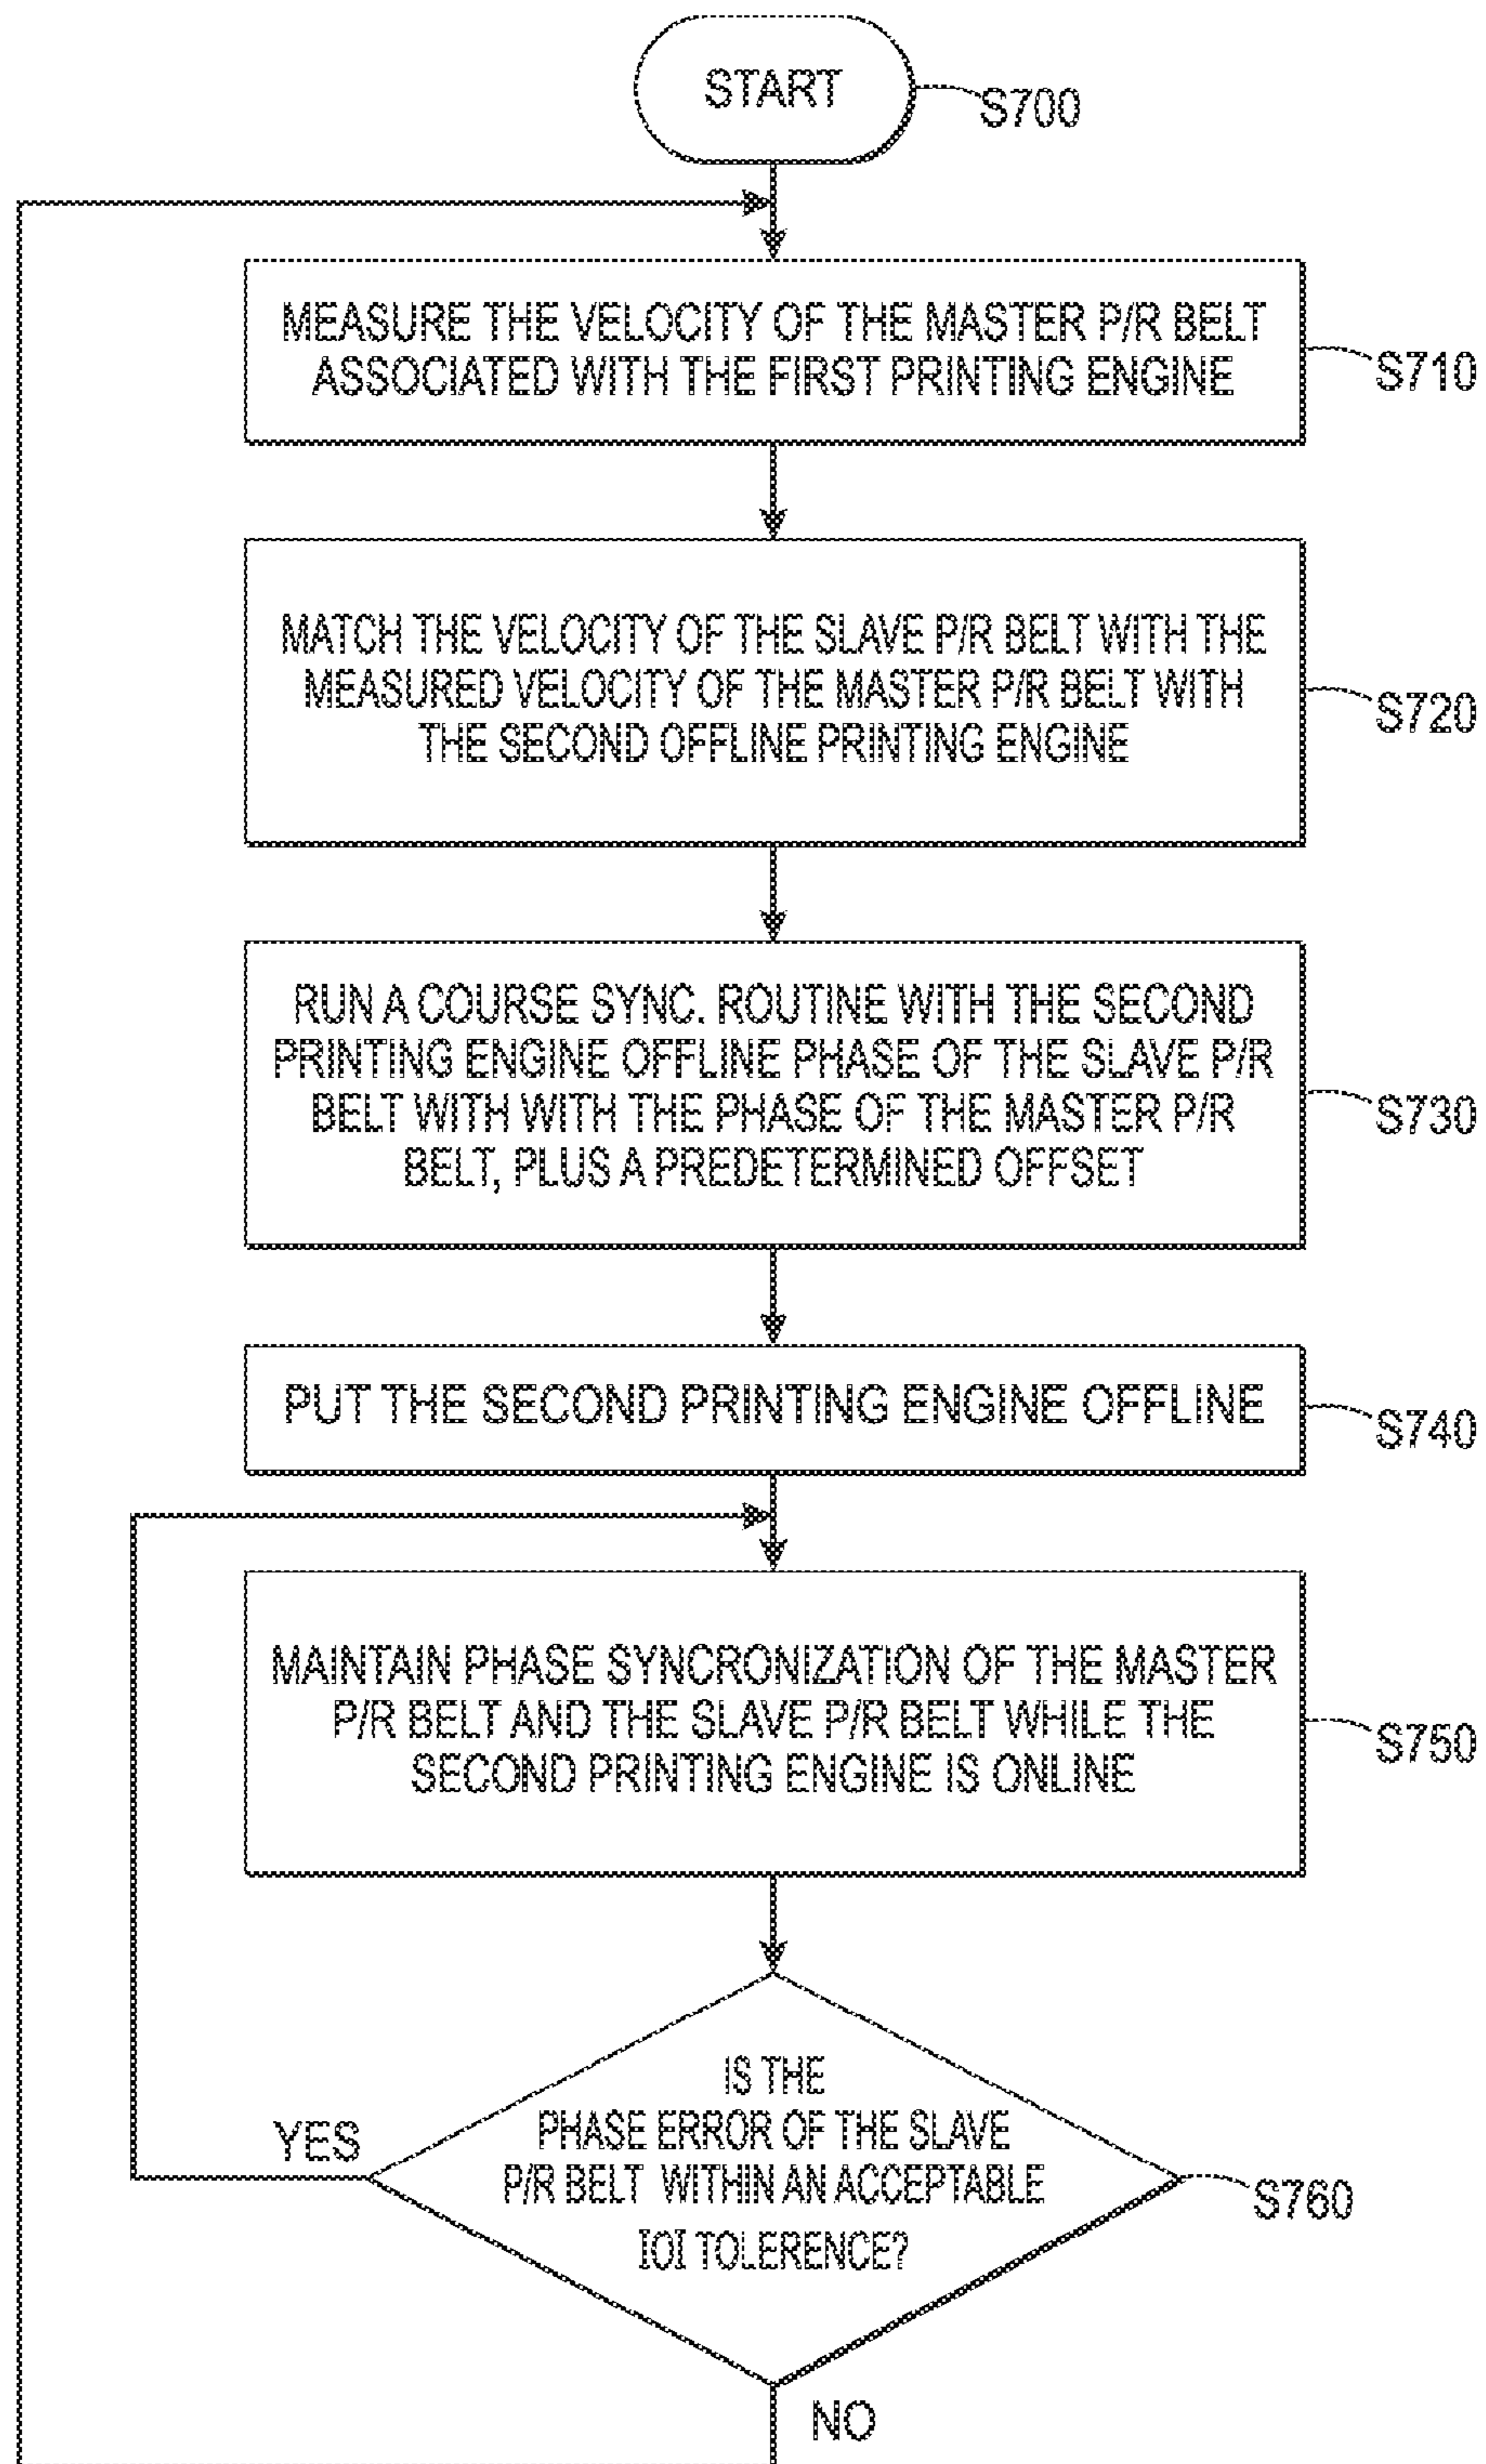 START
S700
MEASURE THE VELOCITY OF THE MASTER P/R BELT
ASSOCIATED WITH THE FIRST PRINTING ENGINE
S710
MATCH THE VELOCITY OF THE SLAVE P/R BELT WITH THE
MEASURED VELOCITY OF THE MASTER P/R BELT WITH
THE SECOND OFFLINE PRINTING ENGINE
S720
RUN A COURSE SYNC. ROUTINE WITH THE SECOND
PRINTING ENGINE OFFLINE PHASE OF THE SLAVE P/R
BELT WITH WITH THE PHASE OF THE MASTER P/R
BELT, PLUS A PREDETERMINED OFFSET
S730
PUT THE SECOND PRINTING ENGINE OFFLINE
S740
MAINTAIN PHASE SYNCRONIZATION OF THE MASTER
P/R BELT AND THE SLAVE P/R BELT WHILE THE
SECOND PRINTING ENGINE IS ONLINE
S750
IS THE
PHASE ERROR OF THE SLAVE
P/R BELT WITHIN AN ACCEPTABLE
IOI TOLERENCE?
S760
YES
NO